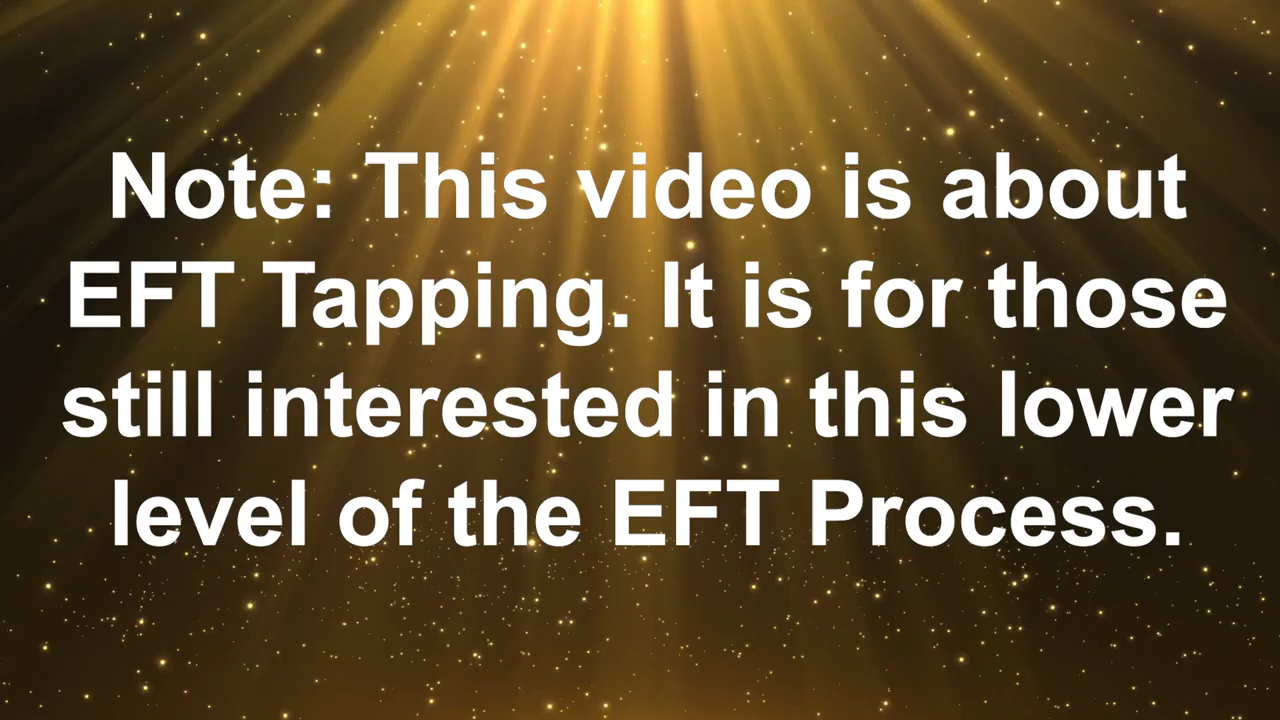 Note: This video is about
EFT Tapping. It is for those
still interested in this lower
level of the EFT Process.